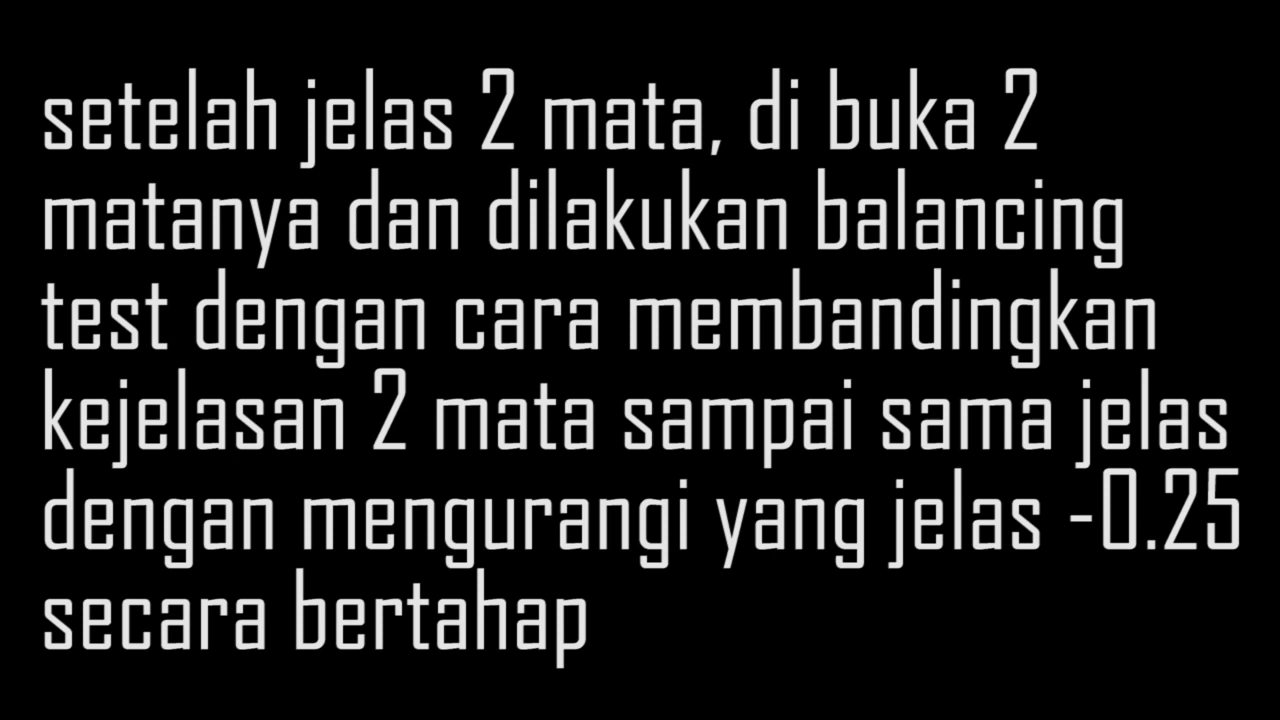 setelah jelas 2 mata, di buka 2
matanya dan dilakukan balancing
test dengan cara membandingkan
kejelasan 2 mata sampai sama jelas
dengan mengurangi yang jelas -0.25
secara bertahap